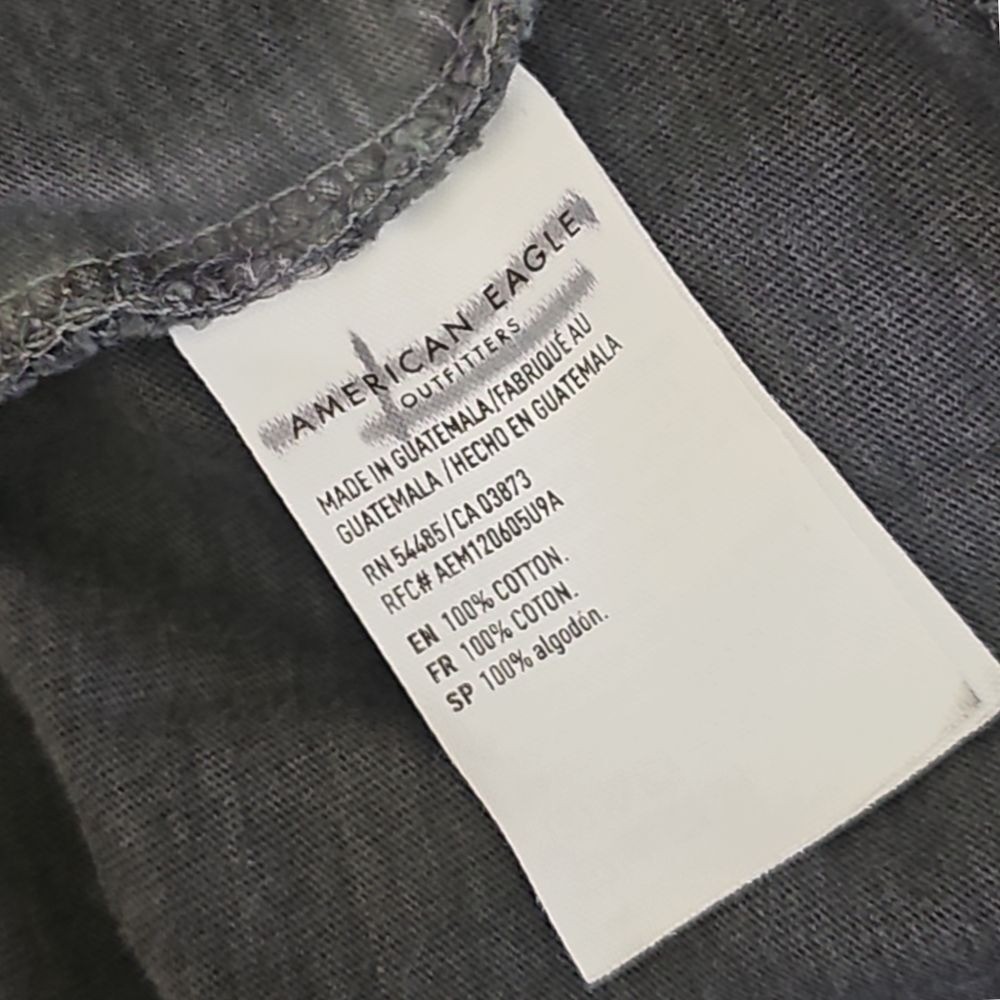 AMERICAN EAGLE
OUTFITTERS
MADE IN GUATEMALA/FABRIQUÉ AU
GUATEMALA / HECHO EN GUATEMALA
RN 54485 / CA 03873
RFC# AEM120605U9A
EN 100% COTTON.
FR 100% COTON.
SP 100% algodón.